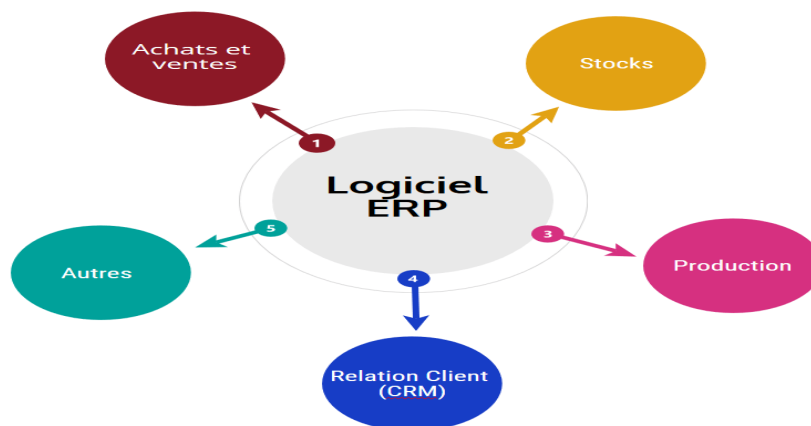 Achats et
ventes
Stocks
1
2
Logiciel
ERP
5
3
Autres
Production
4
Relation Client
(CRM)